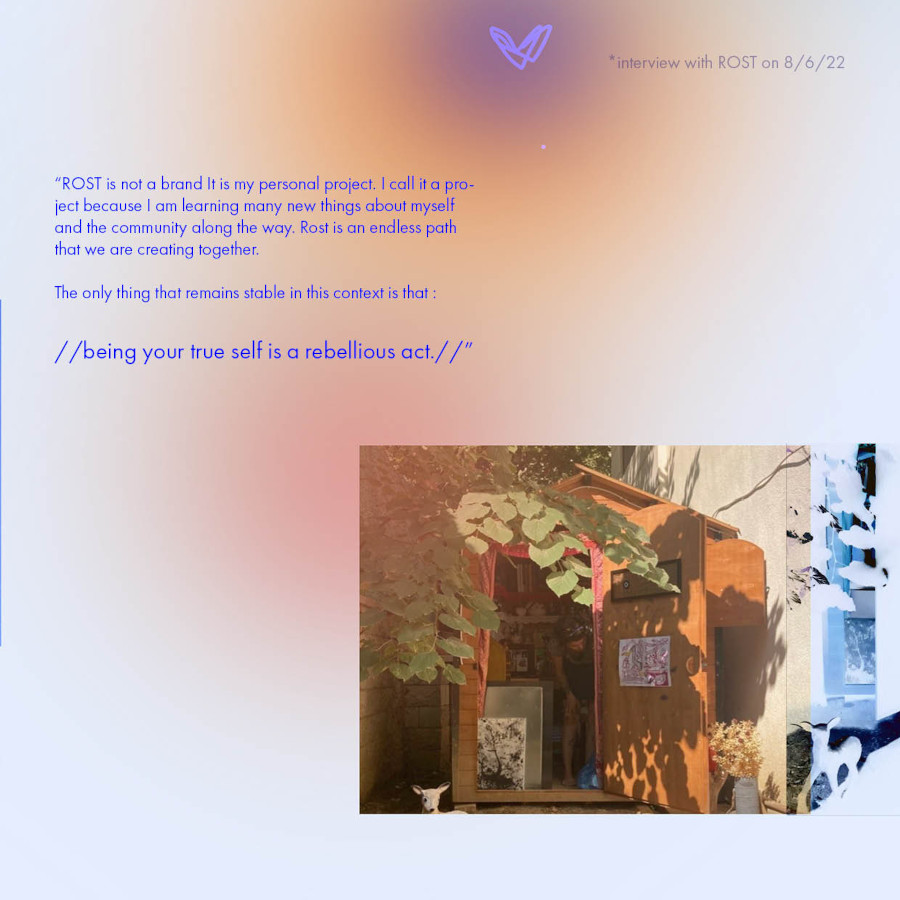 *interview with ROST on 8/6/22
“ROST is not a brand It is my personal project. I call it a pro-
ject because I am learning many new things about myself
and the community along the way. Rost is an endless path
that we are creating together.
The only thing that remains stable in this context is that :
//being your true self is a rebellious act.//”